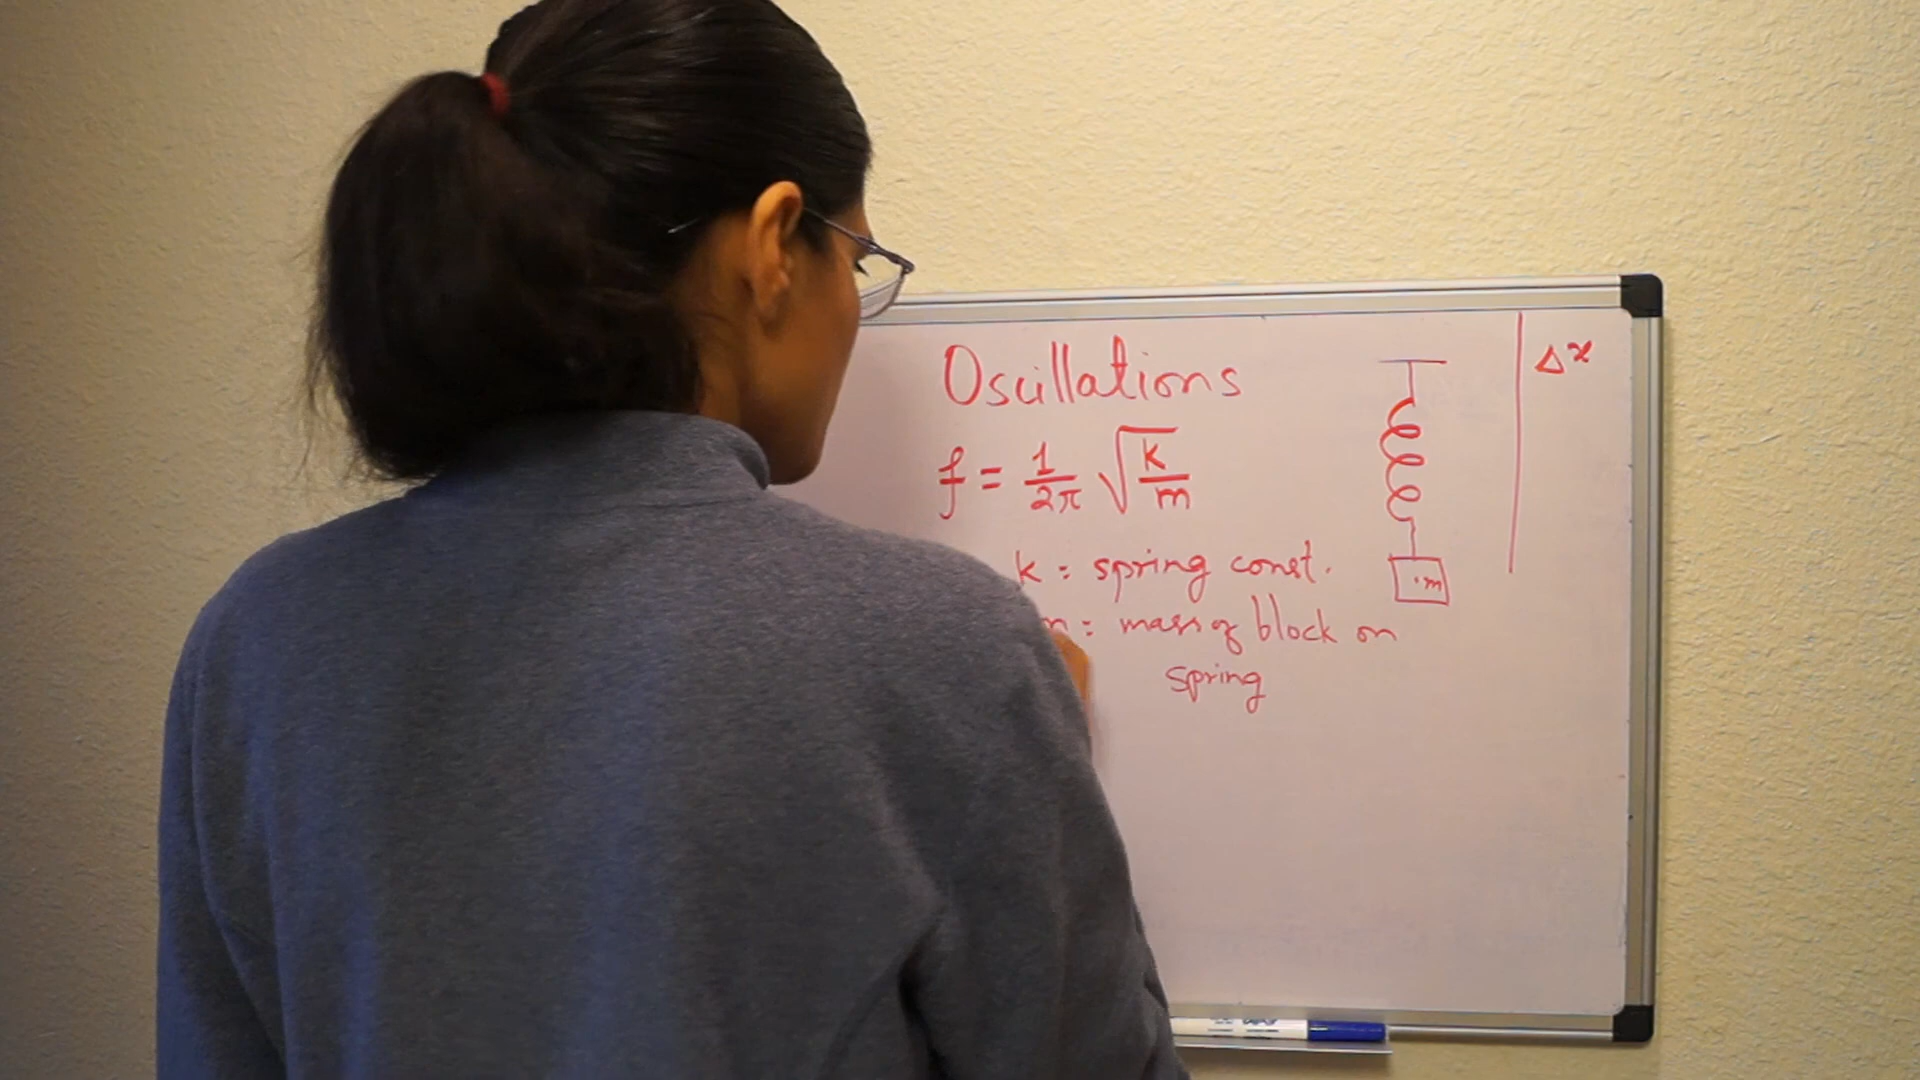 Oscillations
Δx
f = 1/2π √k/m
k = spring const.
·m
m = mass of block on
spring